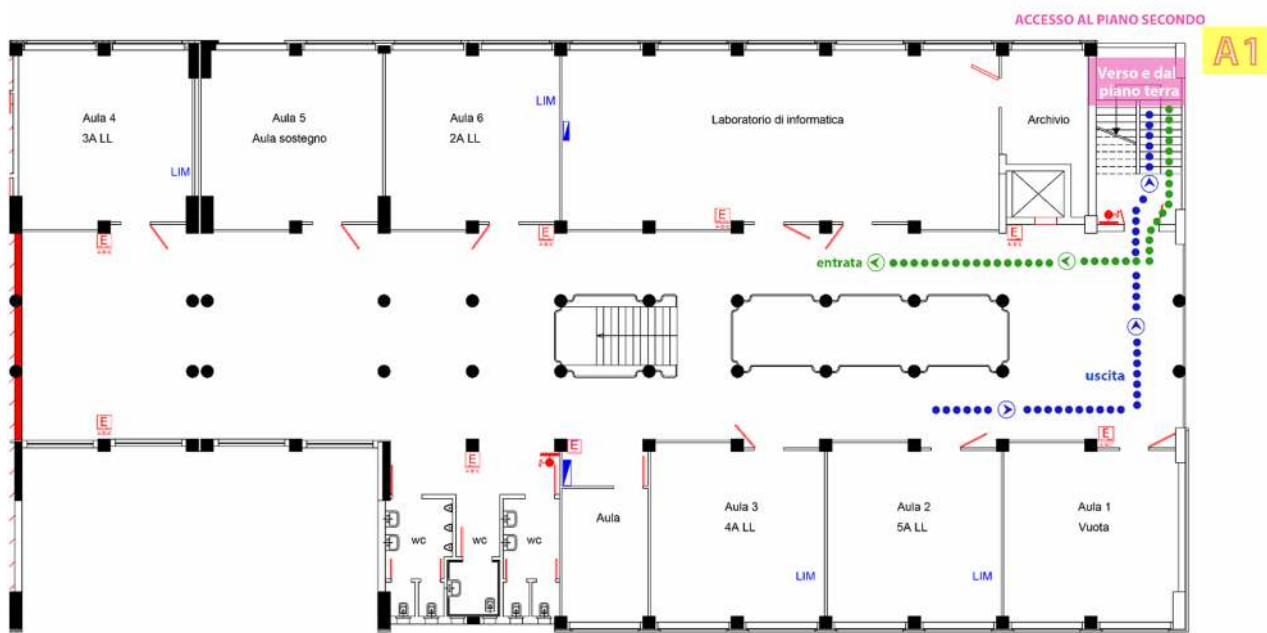 ACCESSO AL PIANO SECONDO
A1
Verso e dal
piano terra
Aula 4
3A LL
LIM
Aula 5
Aula sostegno
Aula 6
2A LL
LIM
Laboratorio di informatica
Archivio
E
E
E
E
entrata
uscita
E
E
E
E
wc
wc
wc
Aula
Aula 3
4A LL
LIM
Aula 2
5A LL
LIM
Aula 1
Vuota